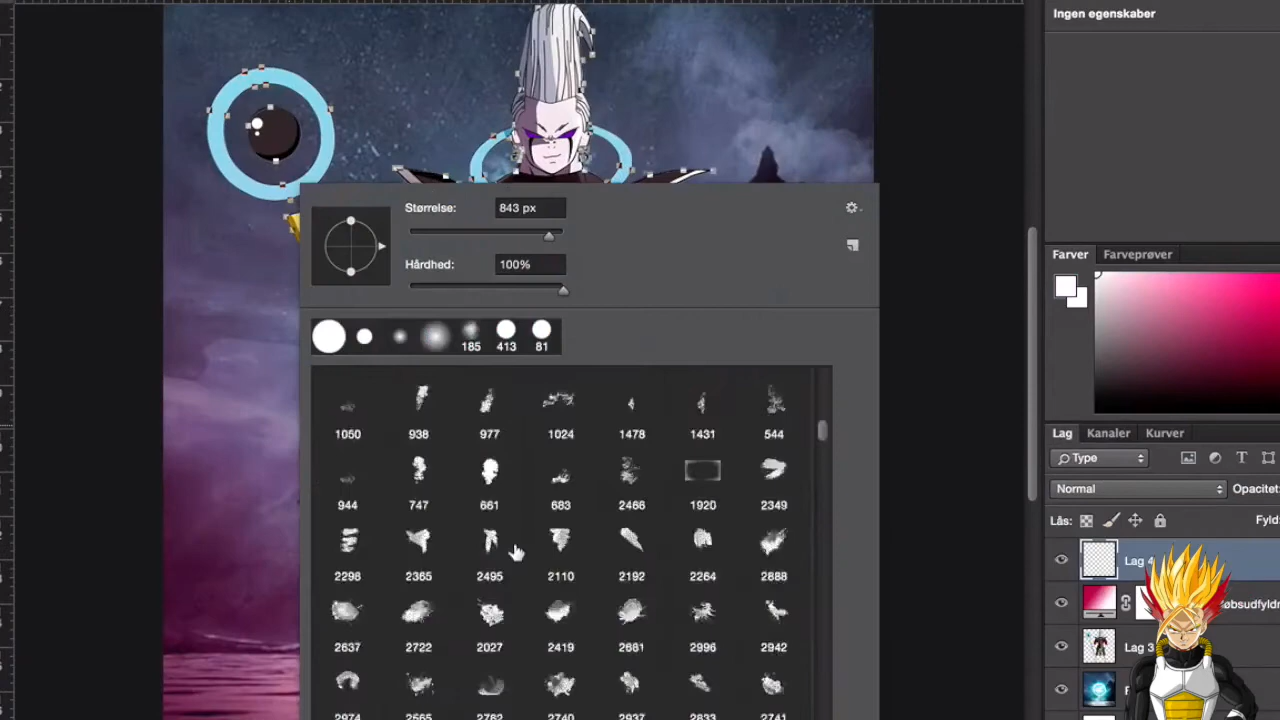 Ingen egenskaber
Størrelse: 843 px
Hårdhed: 100%
Farver Farveprøver
185 413 81
1050 938 977 1024 1478 1431 544
944 747 661 683 2466 1920 2349
2298 2365 2495 2110 2192 2264 2888
2637 2722 2027 2419 2681 2996 2942
2974 2565 2782 2740 2937 2833 2741
Lag Kanaler Kurver
Type
Normal Opacitet:
Lås: Fyld
Lag 4
øbsudfyldn
Lag 3